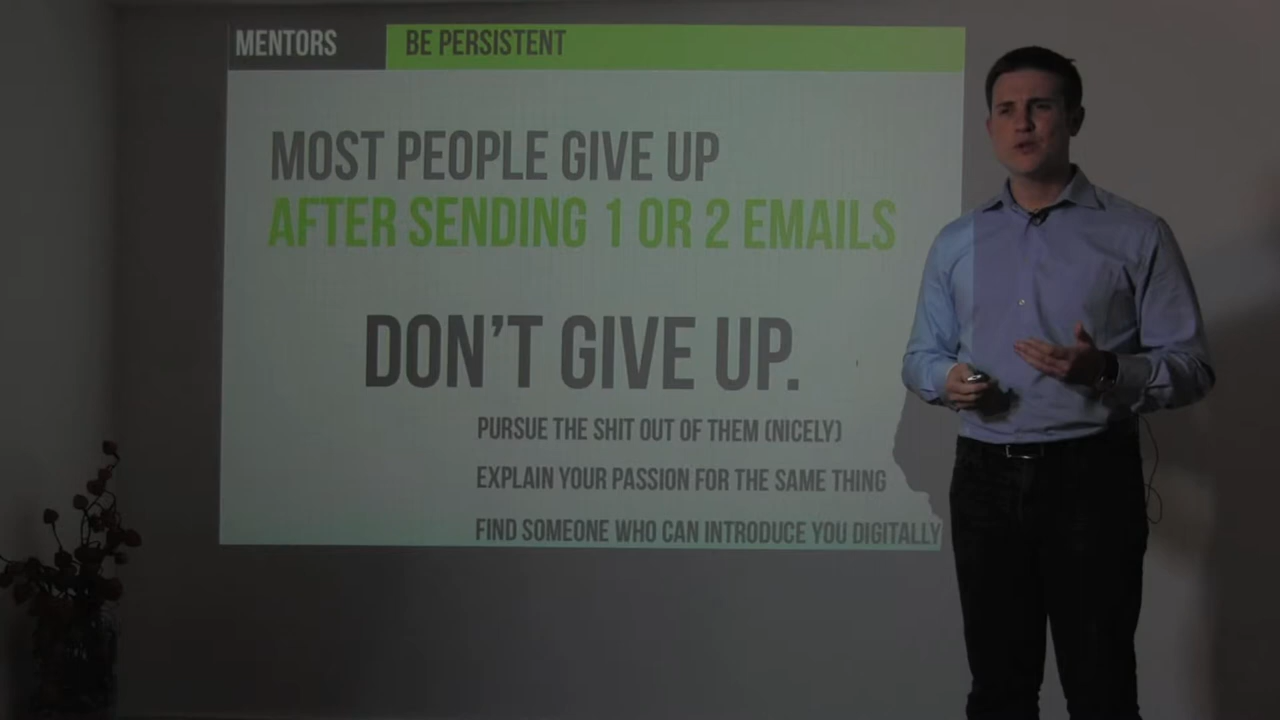 MENTORS BE PERSISTENT
MOST PEOPLE GIVE UP
AFTER SENDING 1 OR 2 EMAILS
DON'T GIVE UP.
PURSUE THE SHIT OUT OF THEM (NICELY)
EXPLAIN YOUR PASSION FOR THE SAME THING
FIND SOMEONE WHO CAN INTRODUCE YOU DIGITALLY